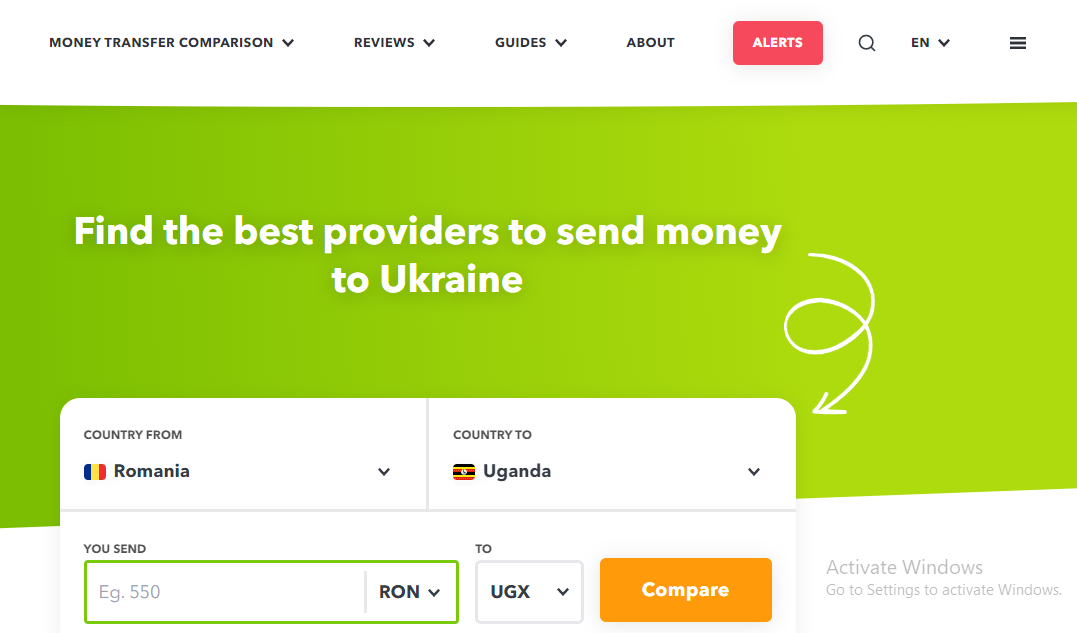 MONEY TRANSFER COMPARISON REVIEWS GUIDES ABOUT ALERTS EN
Find the best providers to send money
to Ukraine
COUNTRY FROM COUNTRY TO
Romania Uganda
YOU SEND TO
Eg. 550 RON UGX Compare
Activate Windows
Go to Settings to activate Windows.